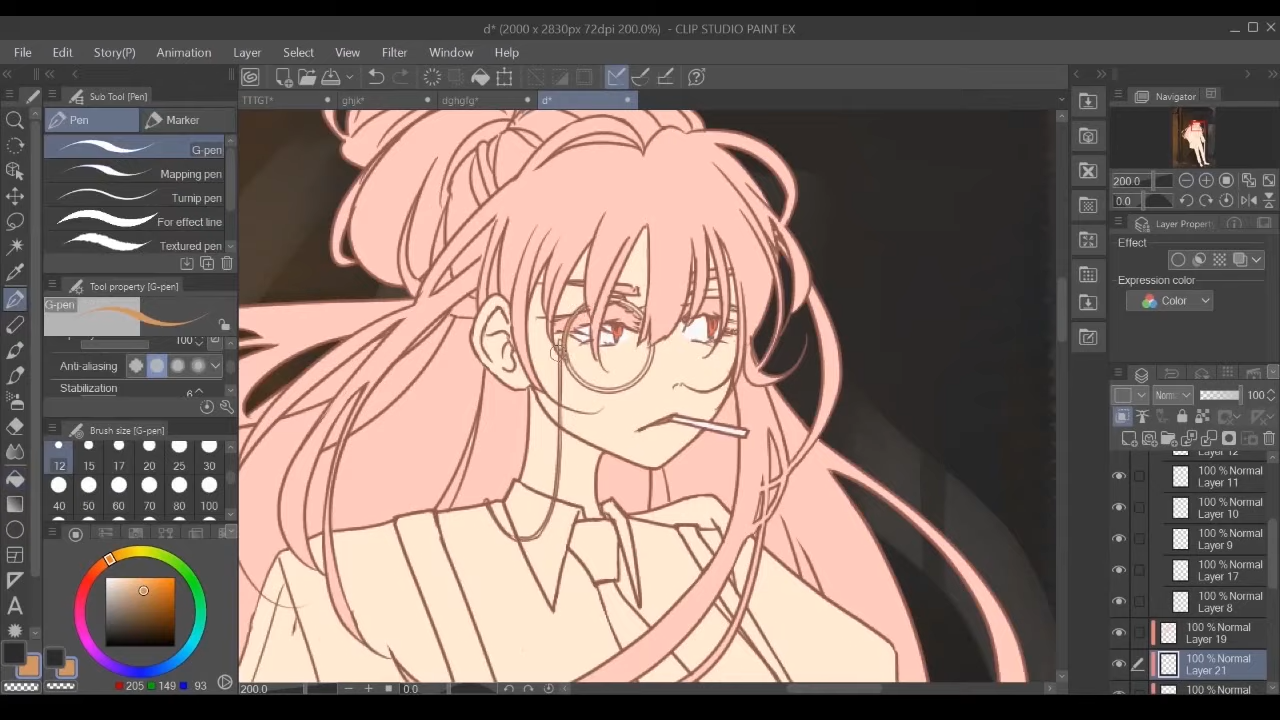 d* (2000 x 2830px 72dpi 200.0%) - CLIP STUDIO PAINT EX
File Edit Story(P) Animation Layer Select View Filter Window Help
Sub Tool [Pen]
Pen
Marker
G-pen
Mapping pen
Turnip pen
For effect line
Textured pen
Tool property [G-pen]
G-pen
100
Anti-aliasing
Stabilization
6
Brush size [G-pen]
12 15 17 20 25 30
40 50 60 70 80 100
205 149 93
TTTGT* ghjk* dghgfg* d*
200.0 0.0
Navigator
200.0
0.0
Layer Propert
Effect
Expression color
Color
Norm
100
Layer 12
100 % Normal
Layer 11
100 % Normal
Layer 10
100 % Normal
Layer 9
100 % Normal
Layer 17
100 % Normal
Layer 8
100 % Normal
Layer 19
100 % Normal
Layer 21
100 % Normal